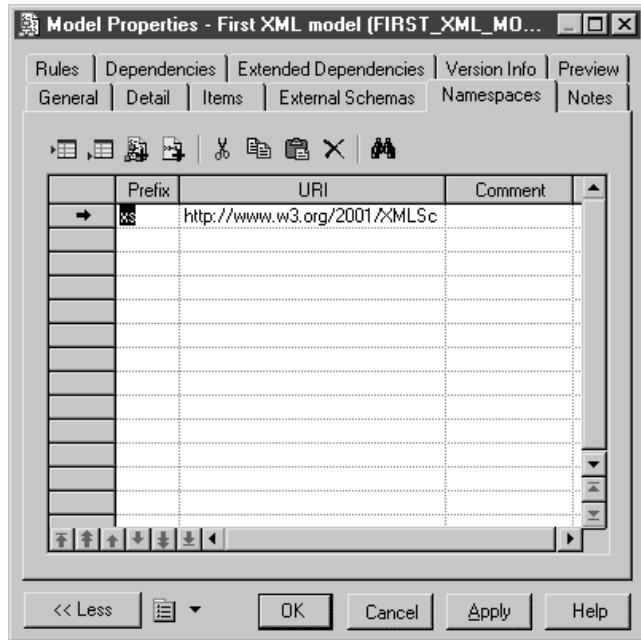 Model Properties - First XML model (FIRST_XML_MO...
Rules Dependencies Extended Dependencies Version Info Preview
General Detail Items External Schemas Namespaces Notes
Prefix URI Comment
xs http://www.w3.org/2001/XMLSc
<< Less OK Cancel Apply Help